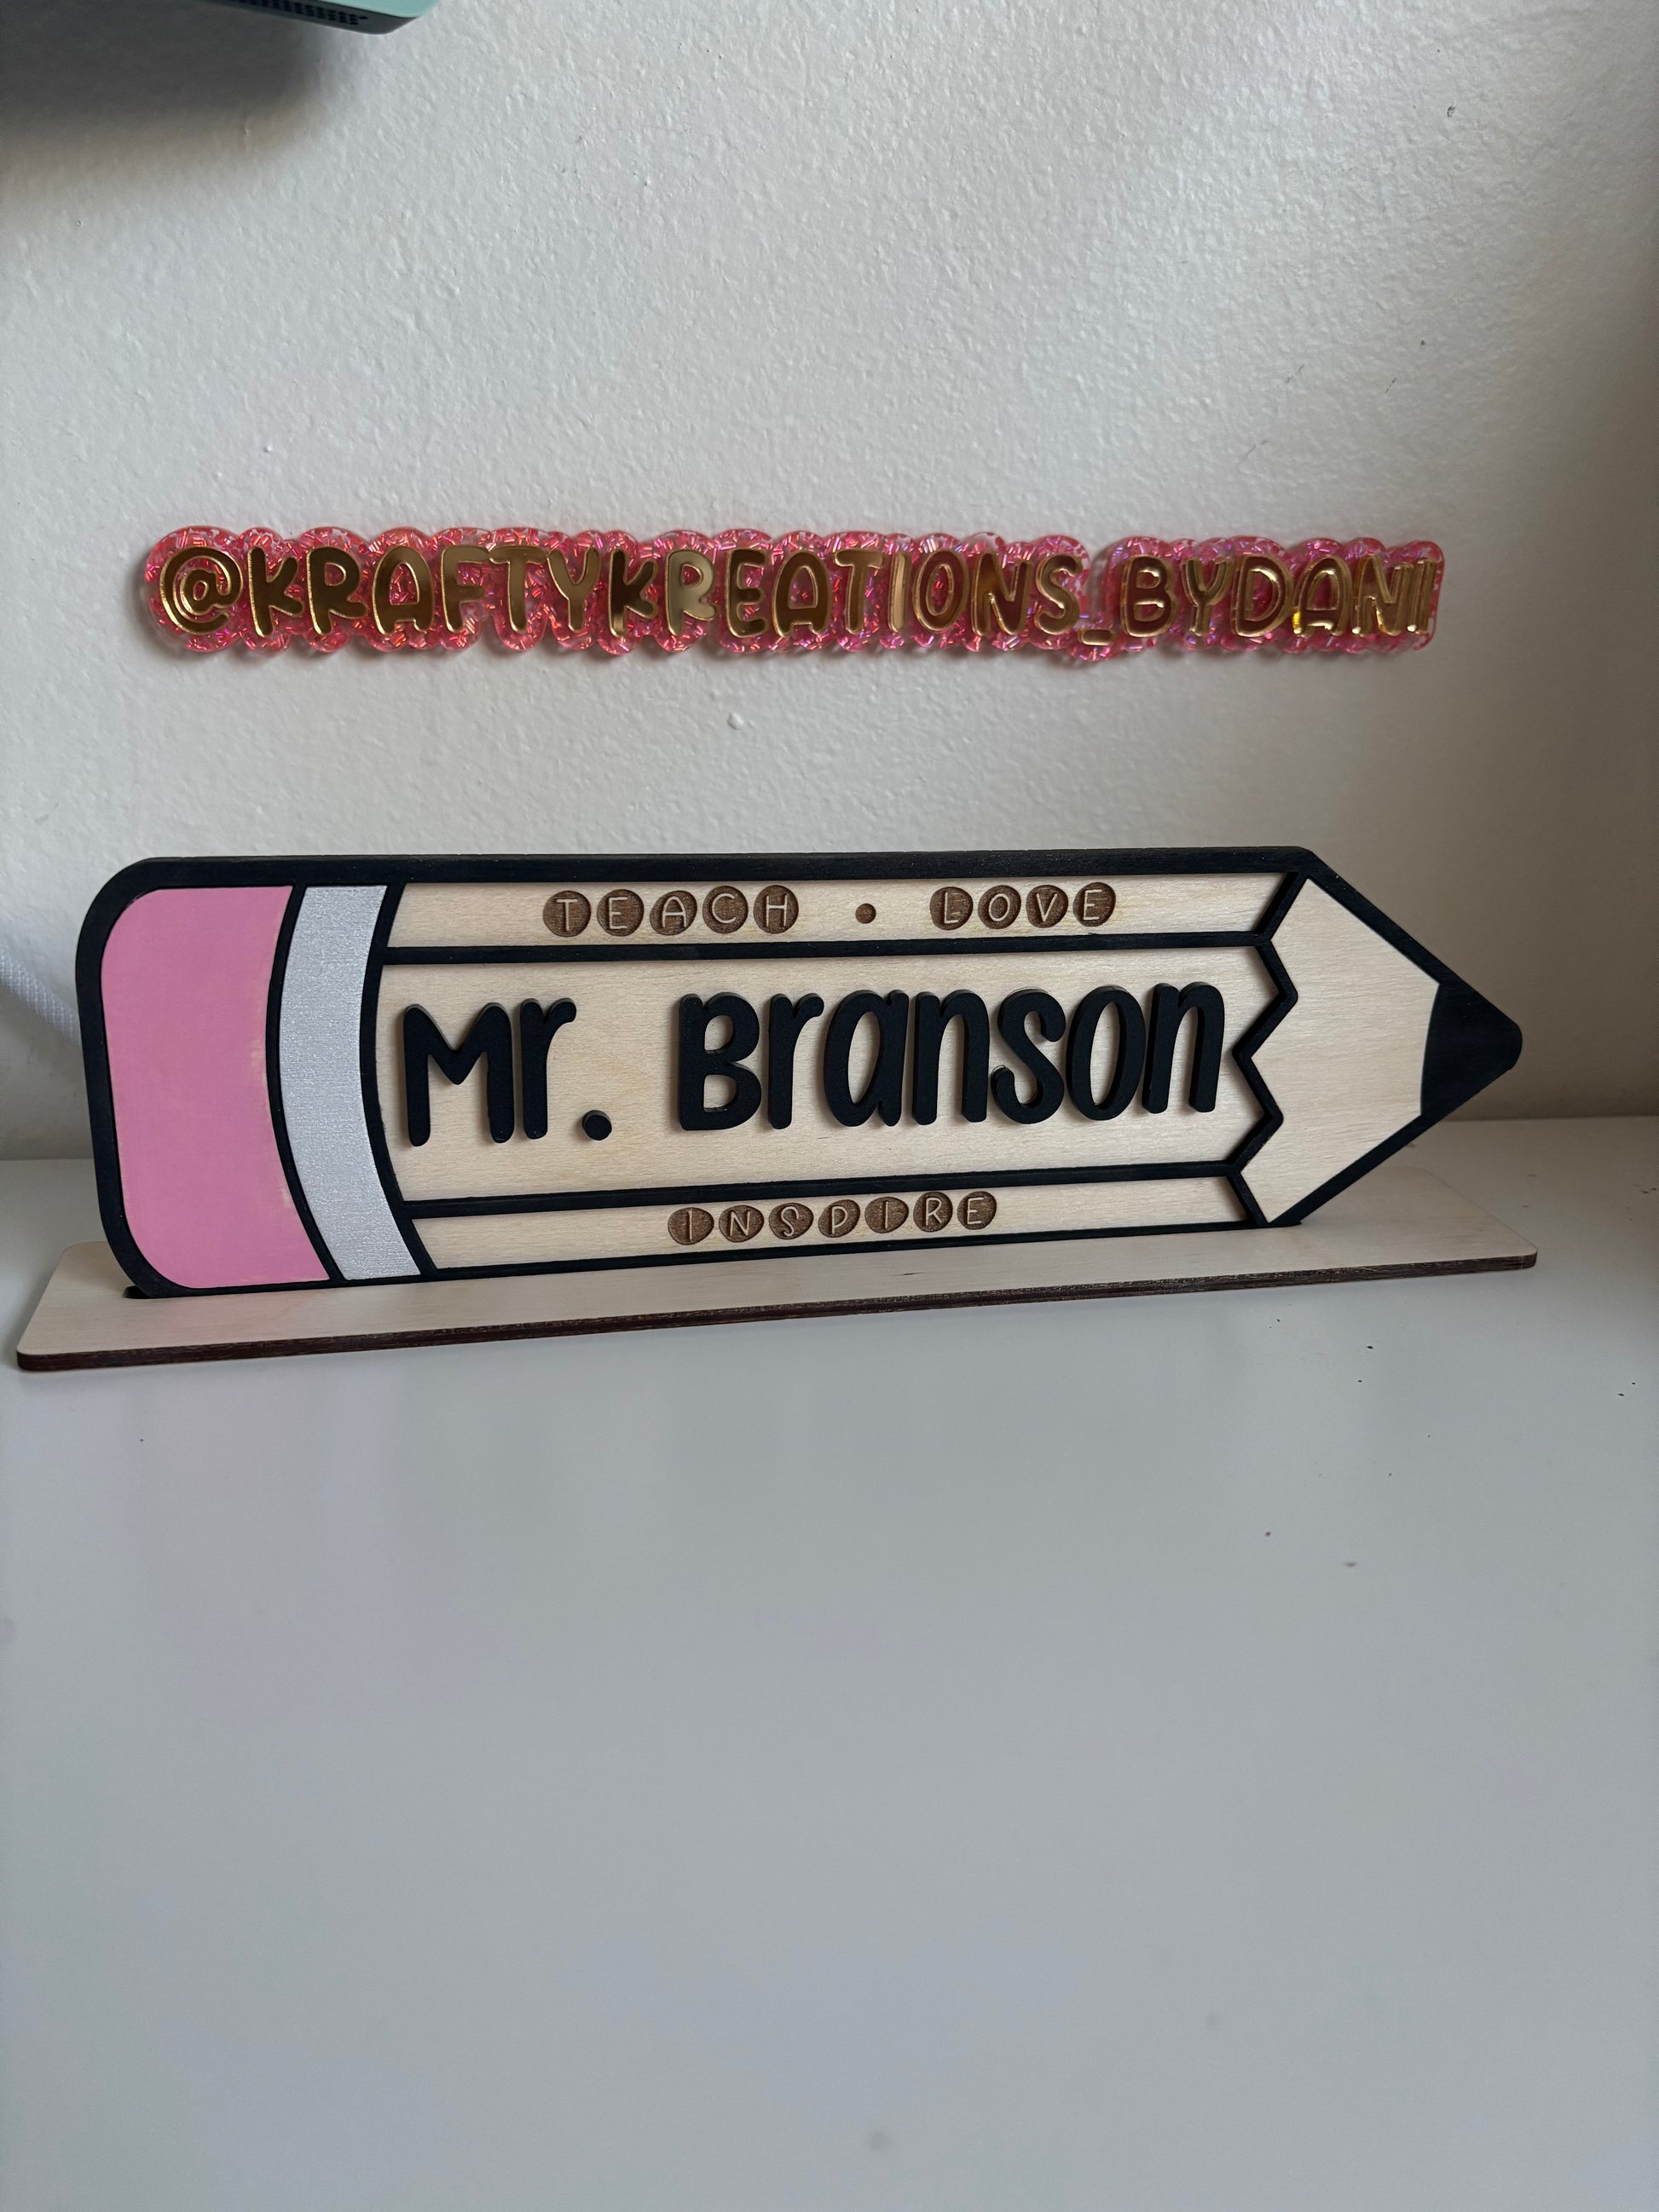 @KRAFTYKREATIONS_BYDANI
TEACH • LOVE
Mr. Branson
INSPIRE